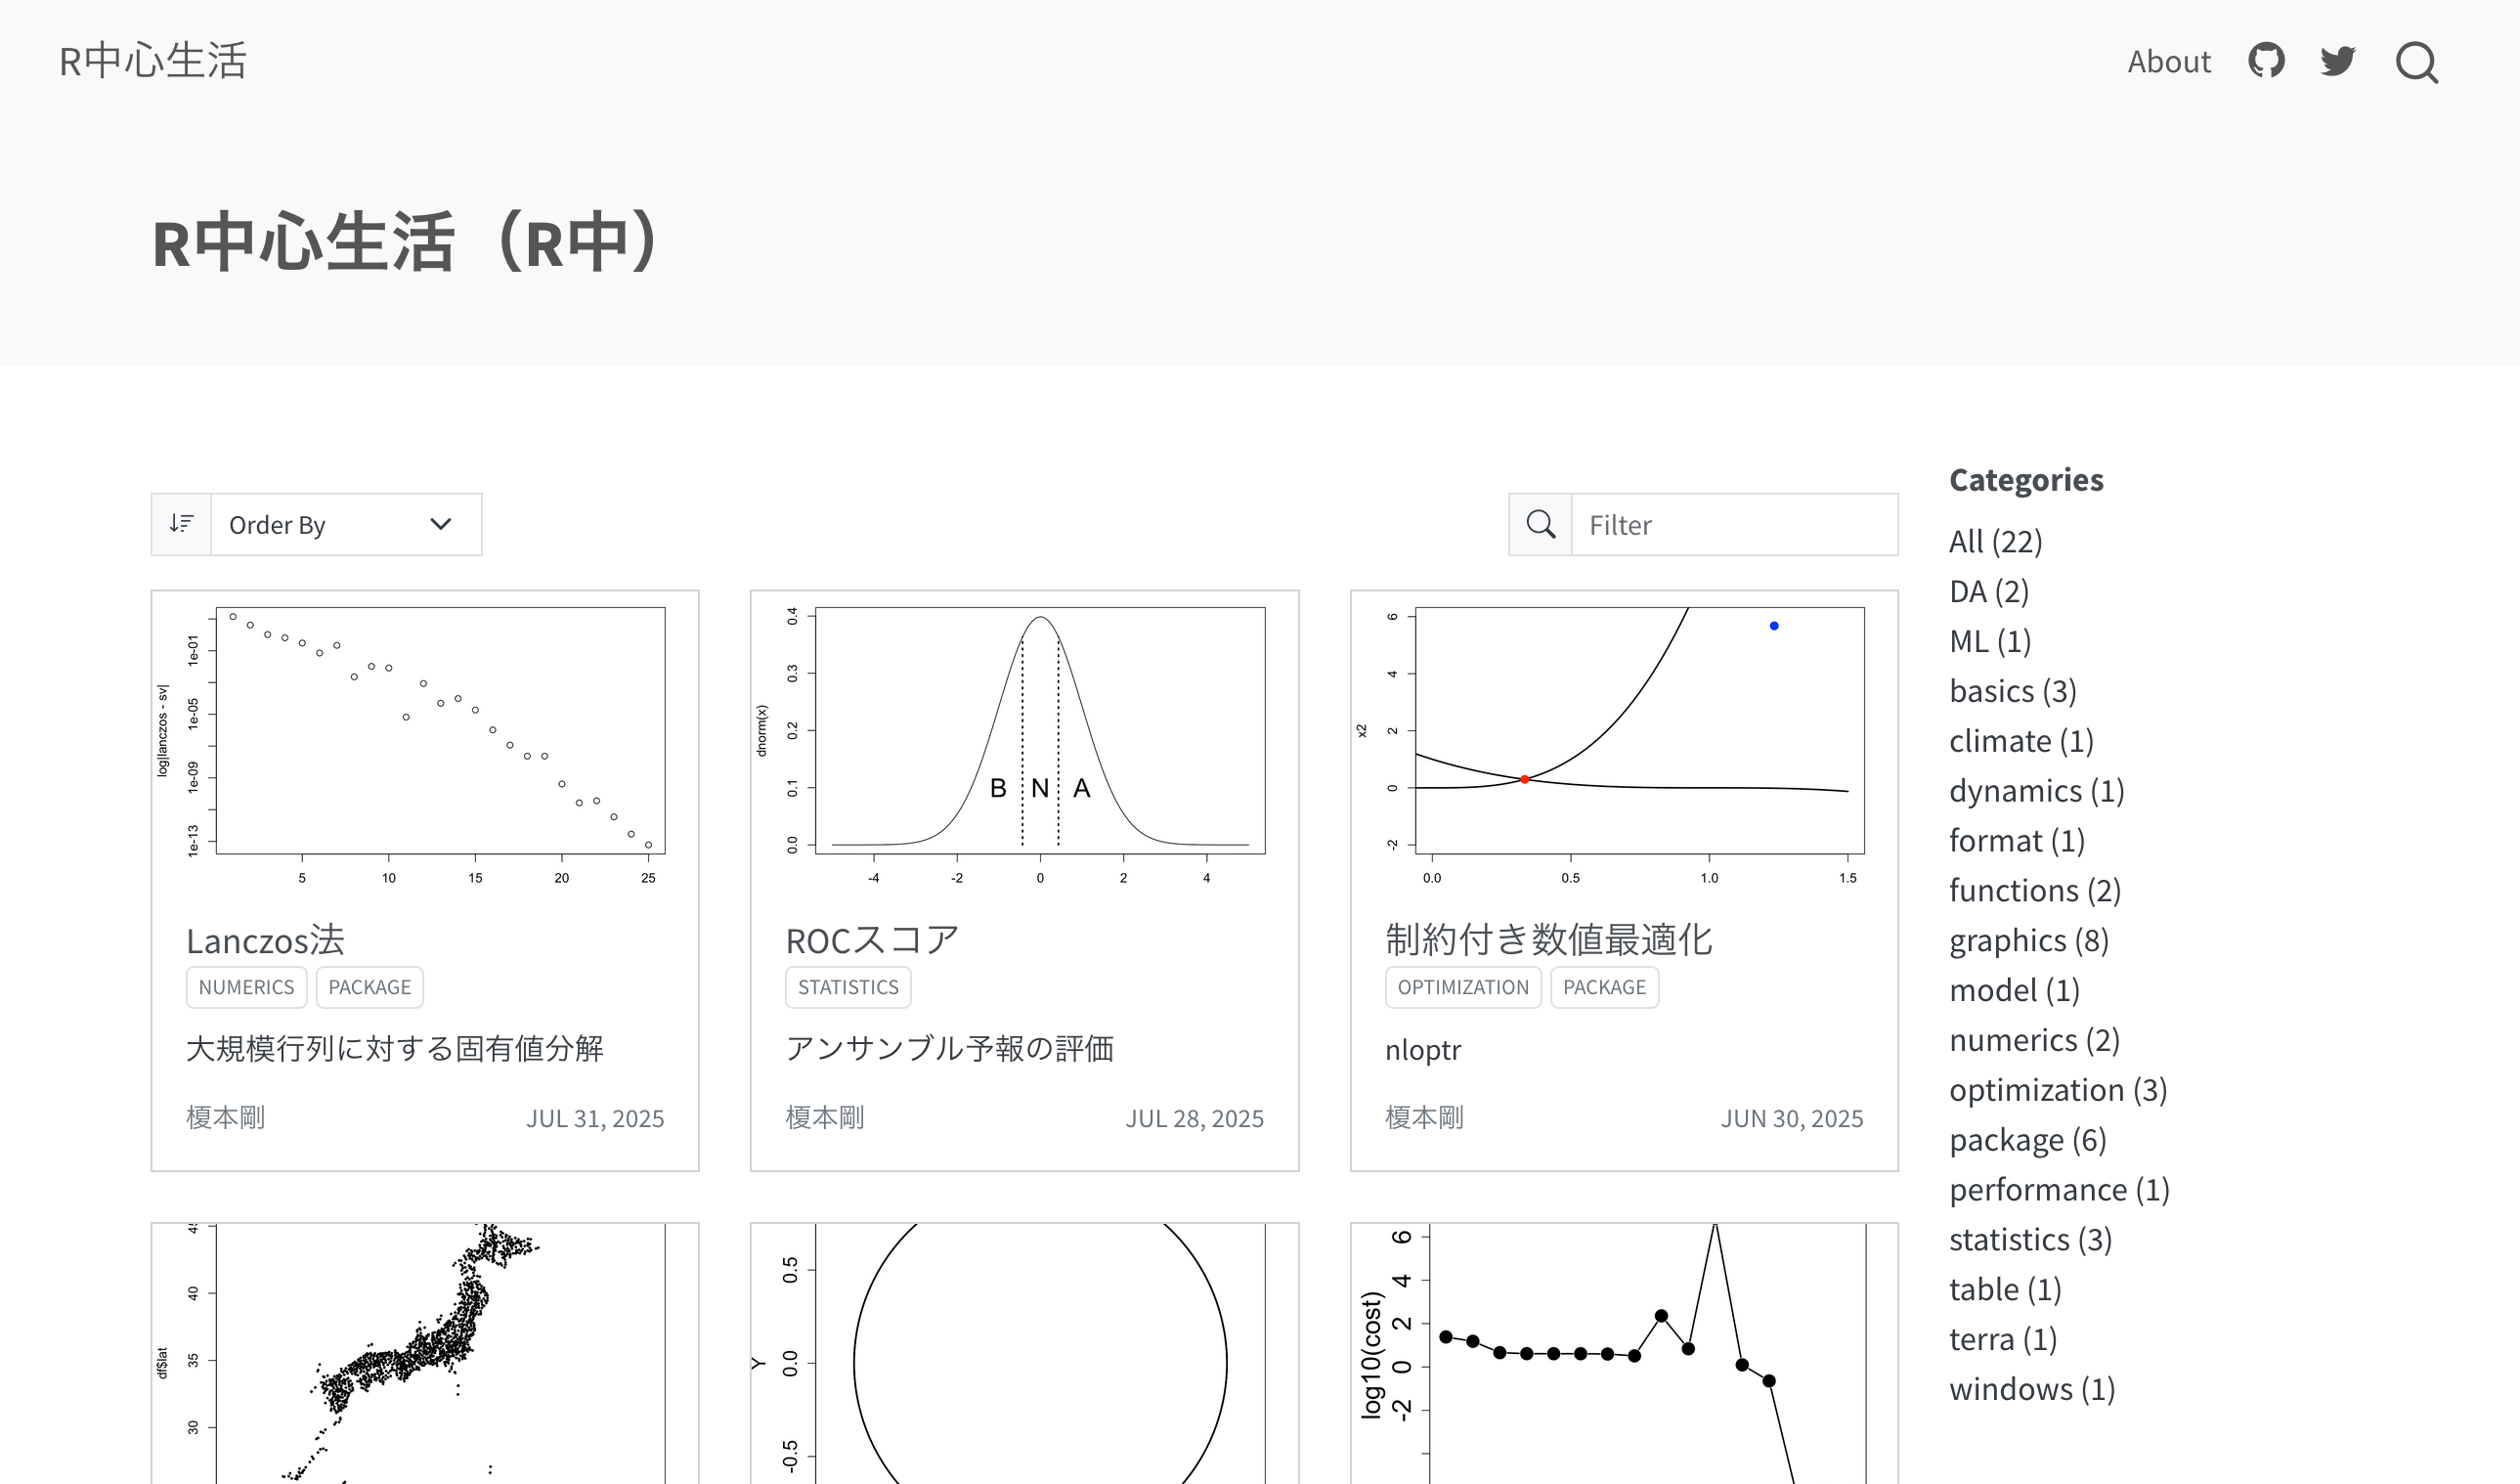 R中心生活
About
R中心生活（R中）
Order By
Filter
log|lanczos - sv|
1e-01
1e-05
1e-09
1e-13
5 10 15 20 25
Lanczos法
NUMERICS PACKAGE
大規模行列に対する固有値分解
榎本剛 JUL 31, 2025
dnorm(x)
0.4
0.3
0.2
0.1
0.0
B N A
-4 -2 0 2 4
ROCスコア
STATISTICS
アンサンブル予報の評価
榎本剛 JUL 28, 2025
x2
6
4
2
0
-2
0.0 0.5 1.0 1.5
制約付き数値最適化
OPTIMIZATION PACKAGE
nloptr
榎本剛 JUN 30, 2025
df$lat
45
40
35
30
Y
0.5
0.0
-0.5
log10(cost)
6
4
2
0
-2
Categories
All (22)
DA (2)
ML (1)
basics (3)
climate (1)
dynamics (1)
format (1)
functions (2)
graphics (8)
model (1)
numerics (2)
optimization (3)
package (6)
performance (1)
statistics (3)
table (1)
terra (1)
windows (1)